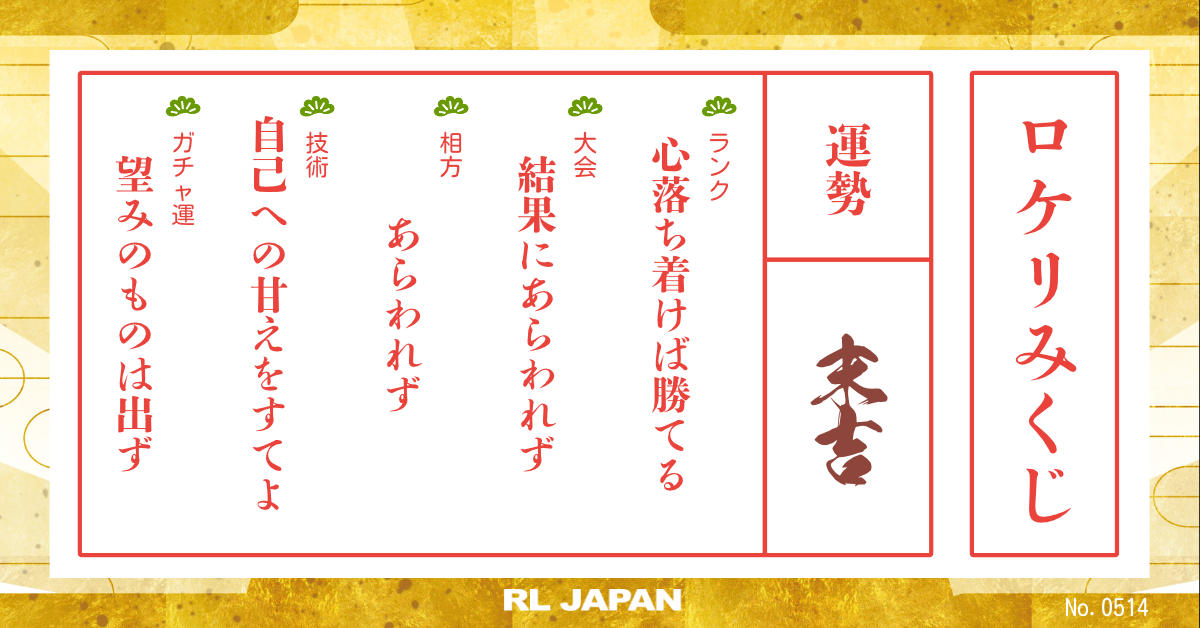 ロケリみくじ
運勢
末吉
ランク
心落ち着けば勝てる
大会
結果にあらわれず
相方
あらわれず
技術
自己への甘えをすてよ
ガチャ運
望みのものは出ず
RL JAPAN
No. 0514